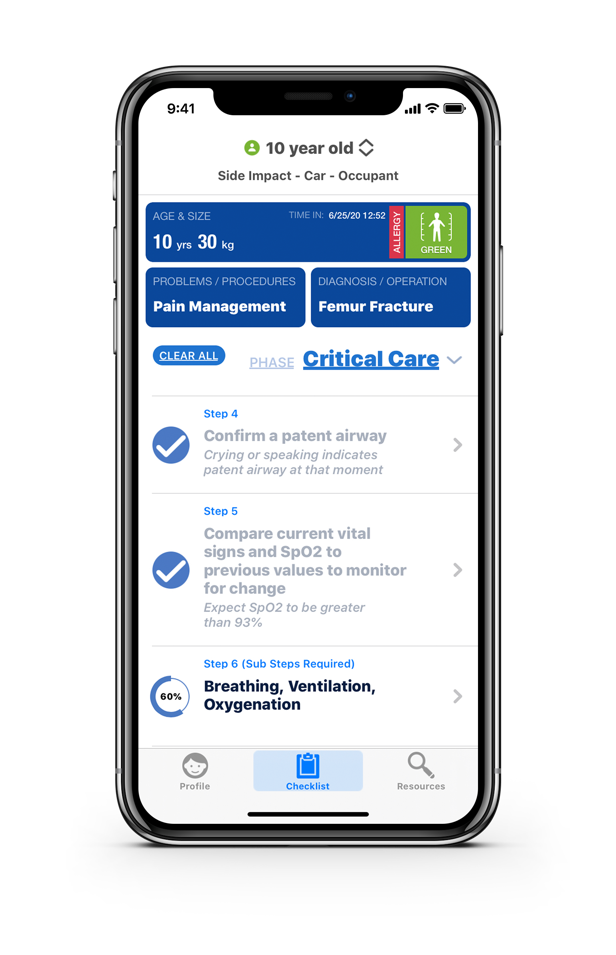 9:41
10 year old
Side Impact - Car - Occupant
AGE & SIZE
TIME IN: 6/25/20 12:52
10 yrs 30 kg
ALLERGY
GREEN
PROBLEMS / PROCEDURES
Pain Management
DIAGNOSIS / OPERATION
Femur Fracture
CLEAR ALL
PHASE Critical Care
Step 4
Confirm a patent airway
Crying or speaking indicates
patent airway at that moment
Step 5
Compare current vital
signs and SpO2 to
previous values to monitor
for change
Expect SpO2 to be greater
than 93%
Step 6 (Sub Steps Required)
60%
Breathing, Ventilation,
Oxygenation
Profile
Checklist
Resources